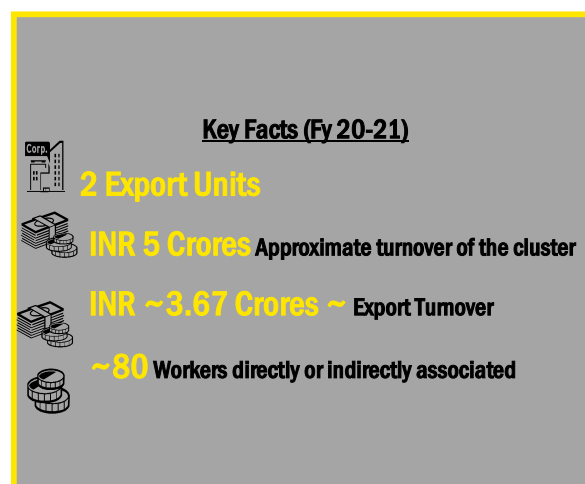 Key Facts (Fy 20-21)
Corp.
2 Export Units
INR 5 Crores Approximate turnover of the cluster
INR ~3.67 Crores ~ Export Turnover
~80 Workers directly or indirectly associated